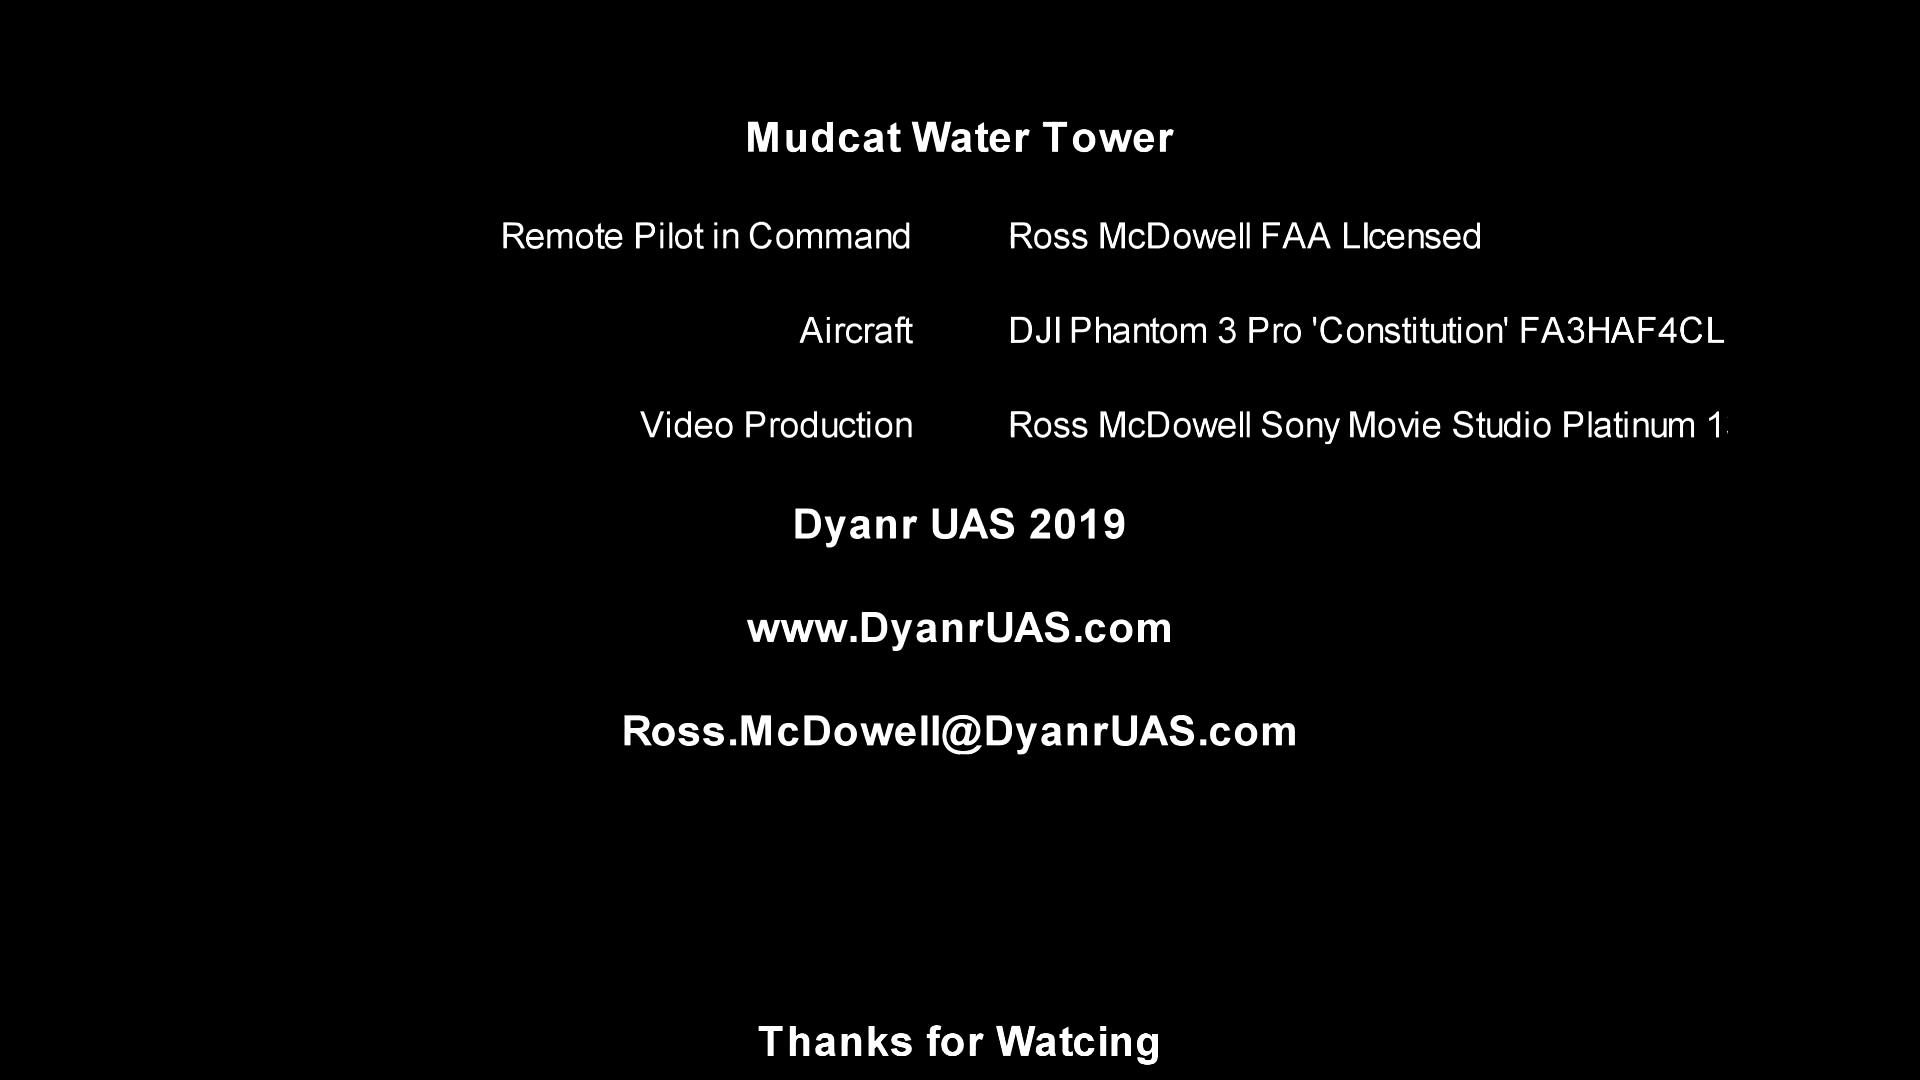 Mudcat Water Tower
Remote Pilot in Command Ross McDowell FAA LIcensed
Aircraft DJI Phantom 3 Pro 'Constitution' FA3HAF4CL
Video Production Ross McDowell Sony Movie Studio Platinum
Dyanr UAS 2019
www.DyanrUAS.com
Ross.McDowell@DyanrUAS.com
Thanks for Watcing